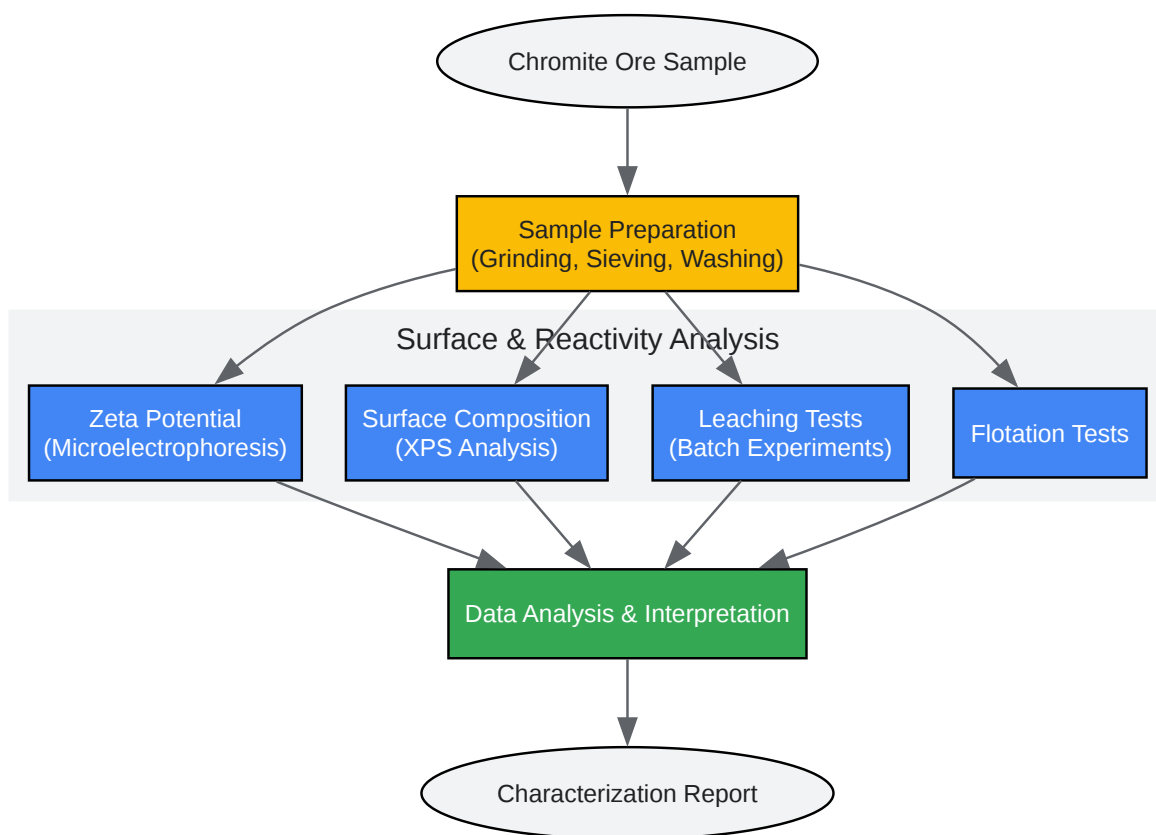 Chromite Ore Sample
Sample Preparation
(Grinding, Sieving, Washing)
Surface & Reactivity Analysis
Zeta Potential
(Microelectrophoresis)
Surface Composition
(XPS Analysis)
Leaching Tests
(Batch Experiments)
Flotation Tests
Data Analysis & Interpretation
Characterization Report